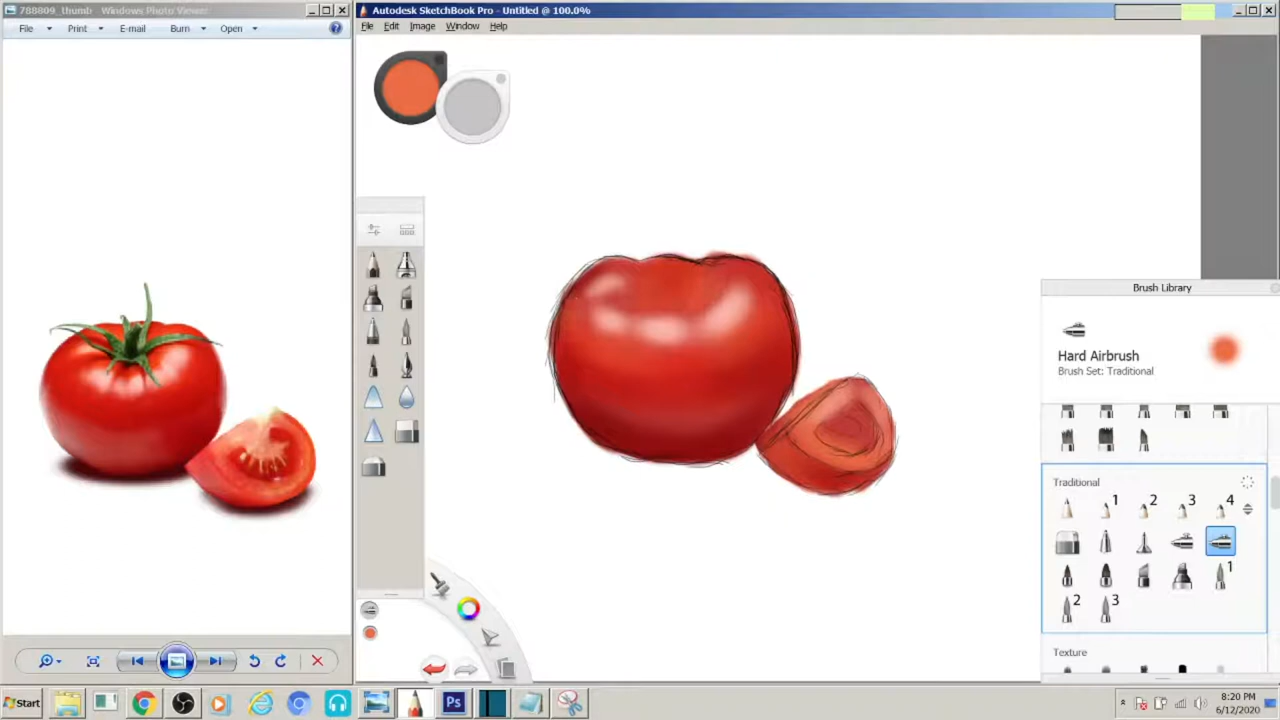 788809_thumb - Windows Photo Viewer
File Print E-mail Burn Open
Autodesk SketchBook Pro - Untitled @ 100.0%
File Edit Image Window Help
Brush Library
Hard Airbrush
Brush Set: Traditional
Traditional
1 2 3 4
1
2 3
Texture
Start
Ps
8:20 PM
6/12/2020